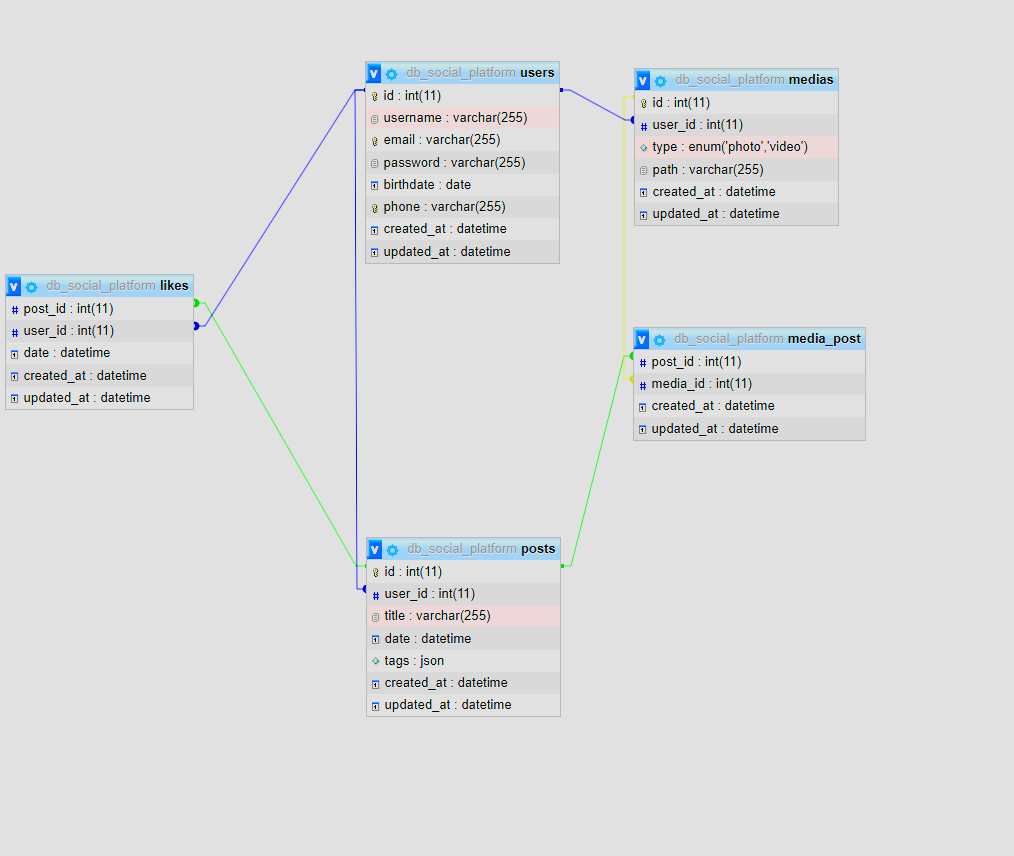 v db_social_platform users
id : int(11)
username : varchar(255)
email : varchar(255)
password : varchar(255)
birthdate : date
phone : varchar(255)
created_at : datetime
updated_at : datetime
v db_social_platform medias
id : int(11)
# user_id : int(11)
type : enum('photo','video')
path : varchar(255)
created_at : datetime
updated_at : datetime
v db_social_platform likes
# post_id : int(11)
# user_id : int(11)
date : datetime
created_at : datetime
updated_at : datetime
v db_social_platform media_post
# post_id : int(11)
# media_id : int(11)
created_at : datetime
updated_at : datetime
v db_social_platform posts
id : int(11)
# user_id : int(11)
title : varchar(255)
date : datetime
tags : json
created_at : datetime
updated_at : datetime